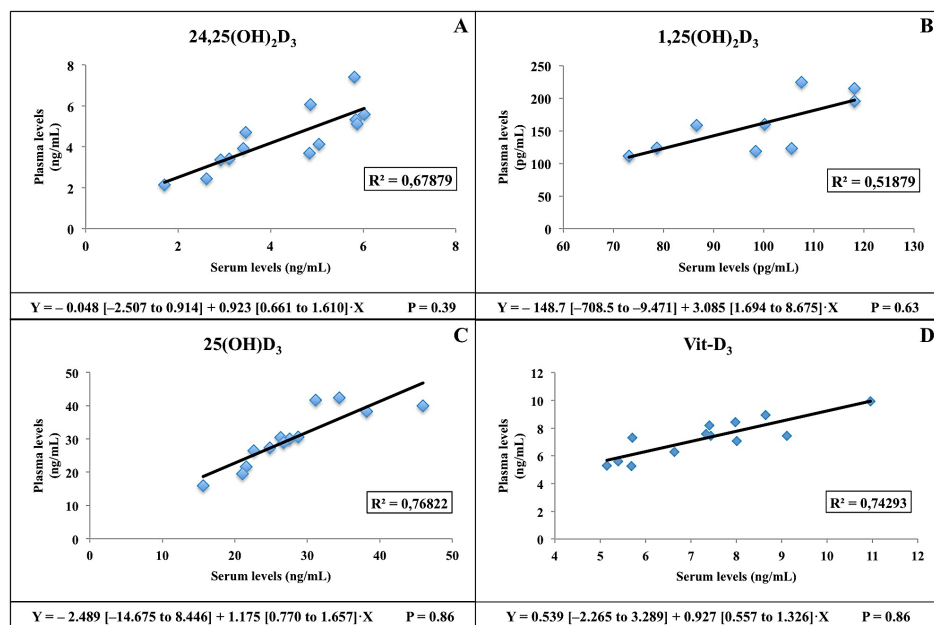 A
24,25(OH)₂D₃
8
6
4
2
0
Plasma levels
(ng/mL)
R² = 0,67879
0 2 4 6 8
Serum levels (ng/mL)
Y = – 0.048 [–2.507 to 0.914] + 0.923 [0.661 to 1.610]·X P = 0.39
B
1,25(OH)₂D₃
250
200
150
100
50
0
Plasma levels
(pg/mL)
R² = 0,51879
60 70 80 90 100 110 120 130
Serum levels (pg/mL)
Y = – 148.7 [–708.5 to –9.471] + 3.085 [1.694 to 8.675]·X P = 0.63
C
25(OH)D₃
50
40
30
20
10
0
Plasma levels
(ng/mL)
R² = 0,76822
0 10 20 30 40 50
Serum levels (ng/mL)
Y = – 2.489 [–14.675 to 8.446] + 1.175 [0.770 to 1.657]·X P = 0.86
D
Vit-D₃
12
10
8
6
4
2
0
Plasma levels
(ng/mL)
R² = 0,74293
4 5 6 7 8 9 10 11 12
Serum levels (ng/mL)
Y = 0.539 [–2.265 to 3.289] + 0.927 [0.557 to 1.326]·X P = 0.86